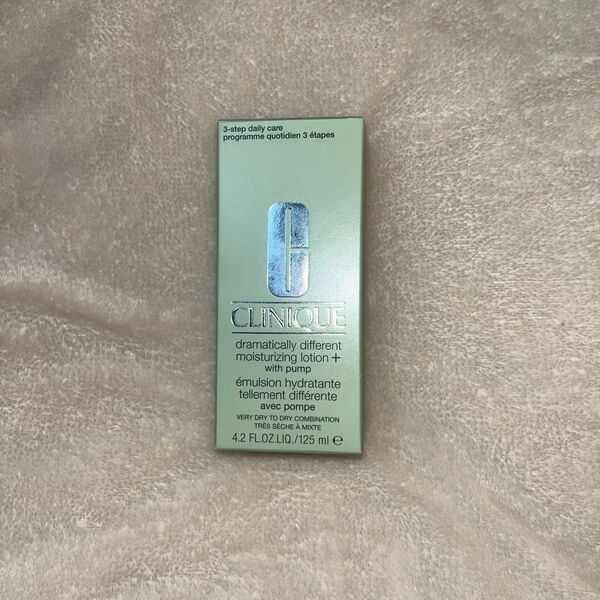 3-step daily care
programme quotidien 3 étapes
C
CLINIQUE
dramatically different
moisturizing lotion +
with pump
émulsion hydratante
tellement différente
avec pompe
VERY DRY TO DRY COMBINATION
TRÈS SÈCHE À MIXTE
4.2 FL.OZ.LIQ./125 ml ℮